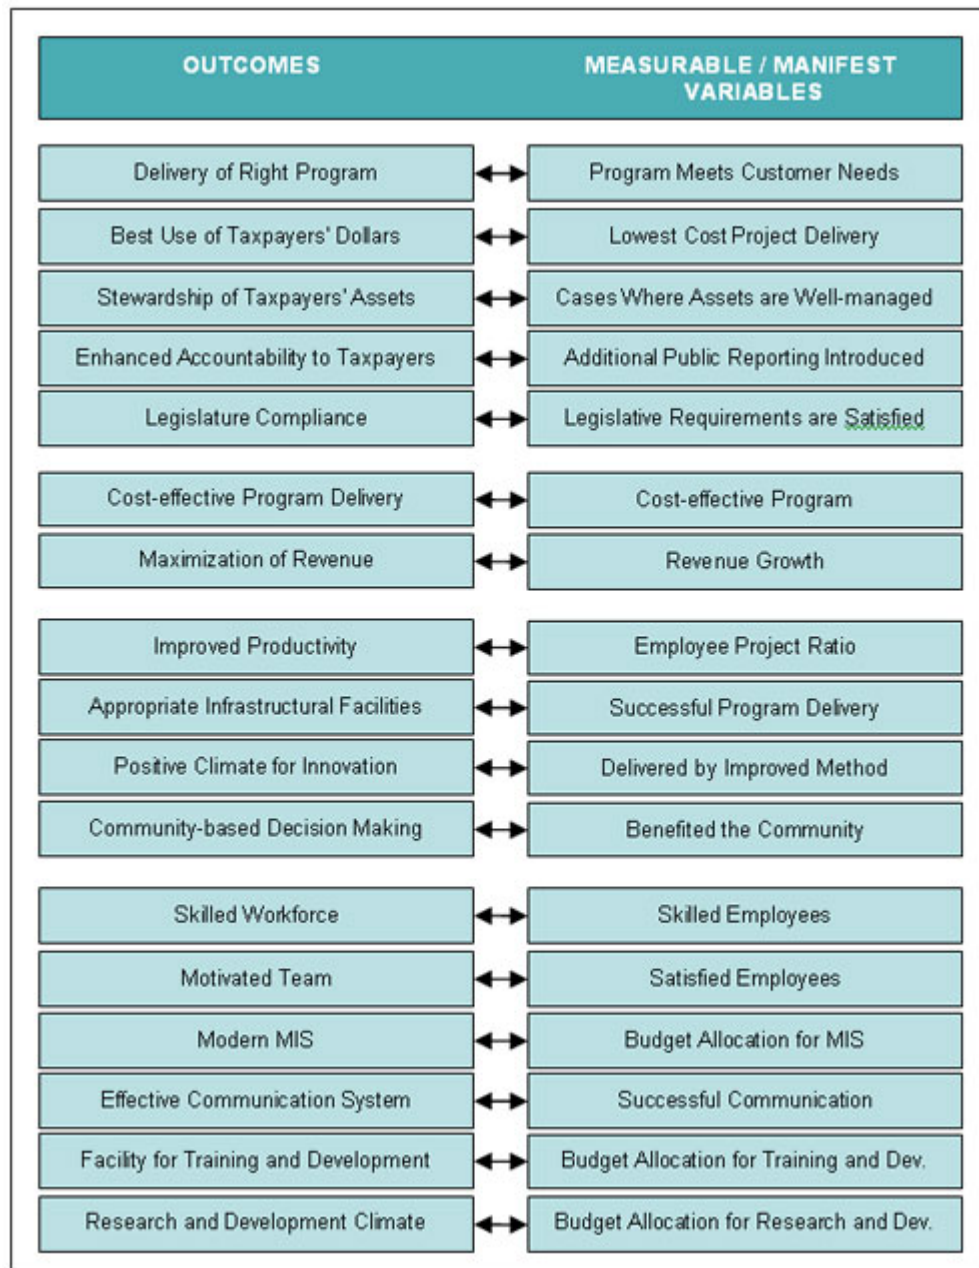 OUTCOMES
MEASURABLE / MANIFEST
VARIABLES
Delivery of Right Program
Program Meets Customer Needs
Best Use of Taxpayers' Dollars
Lowest Cost Project Delivery
Stewardship of Taxpayers' Assets
Cases Where Assets are Well-managed
Enhanced Accountability to Taxpayers
Additional Public Reporting Introduced
Legislature Compliance
Legislative Requirements are Satisfied
Cost-effective Program Delivery
Cost-effective Program
Maximization of Revenue
Revenue Growth
Improved Productivity
Employee Project Ratio
Appropriate Infrastructural Facilities
Successful Program Delivery
Positive Climate for Innovation
Delivered by Improved Method
Community-based Decision Making
Benefited the Community
Skilled Workforce
Skilled Employees
Motivated Team
Satisfied Employees
Modern MIS
Budget Allocation for MIS
Effective Communication System
Successful Communication
Facility for Training and Development
Budget Allocation for Training and Dev.
Research and Development Climate
Budget Allocation for Research and Dev.